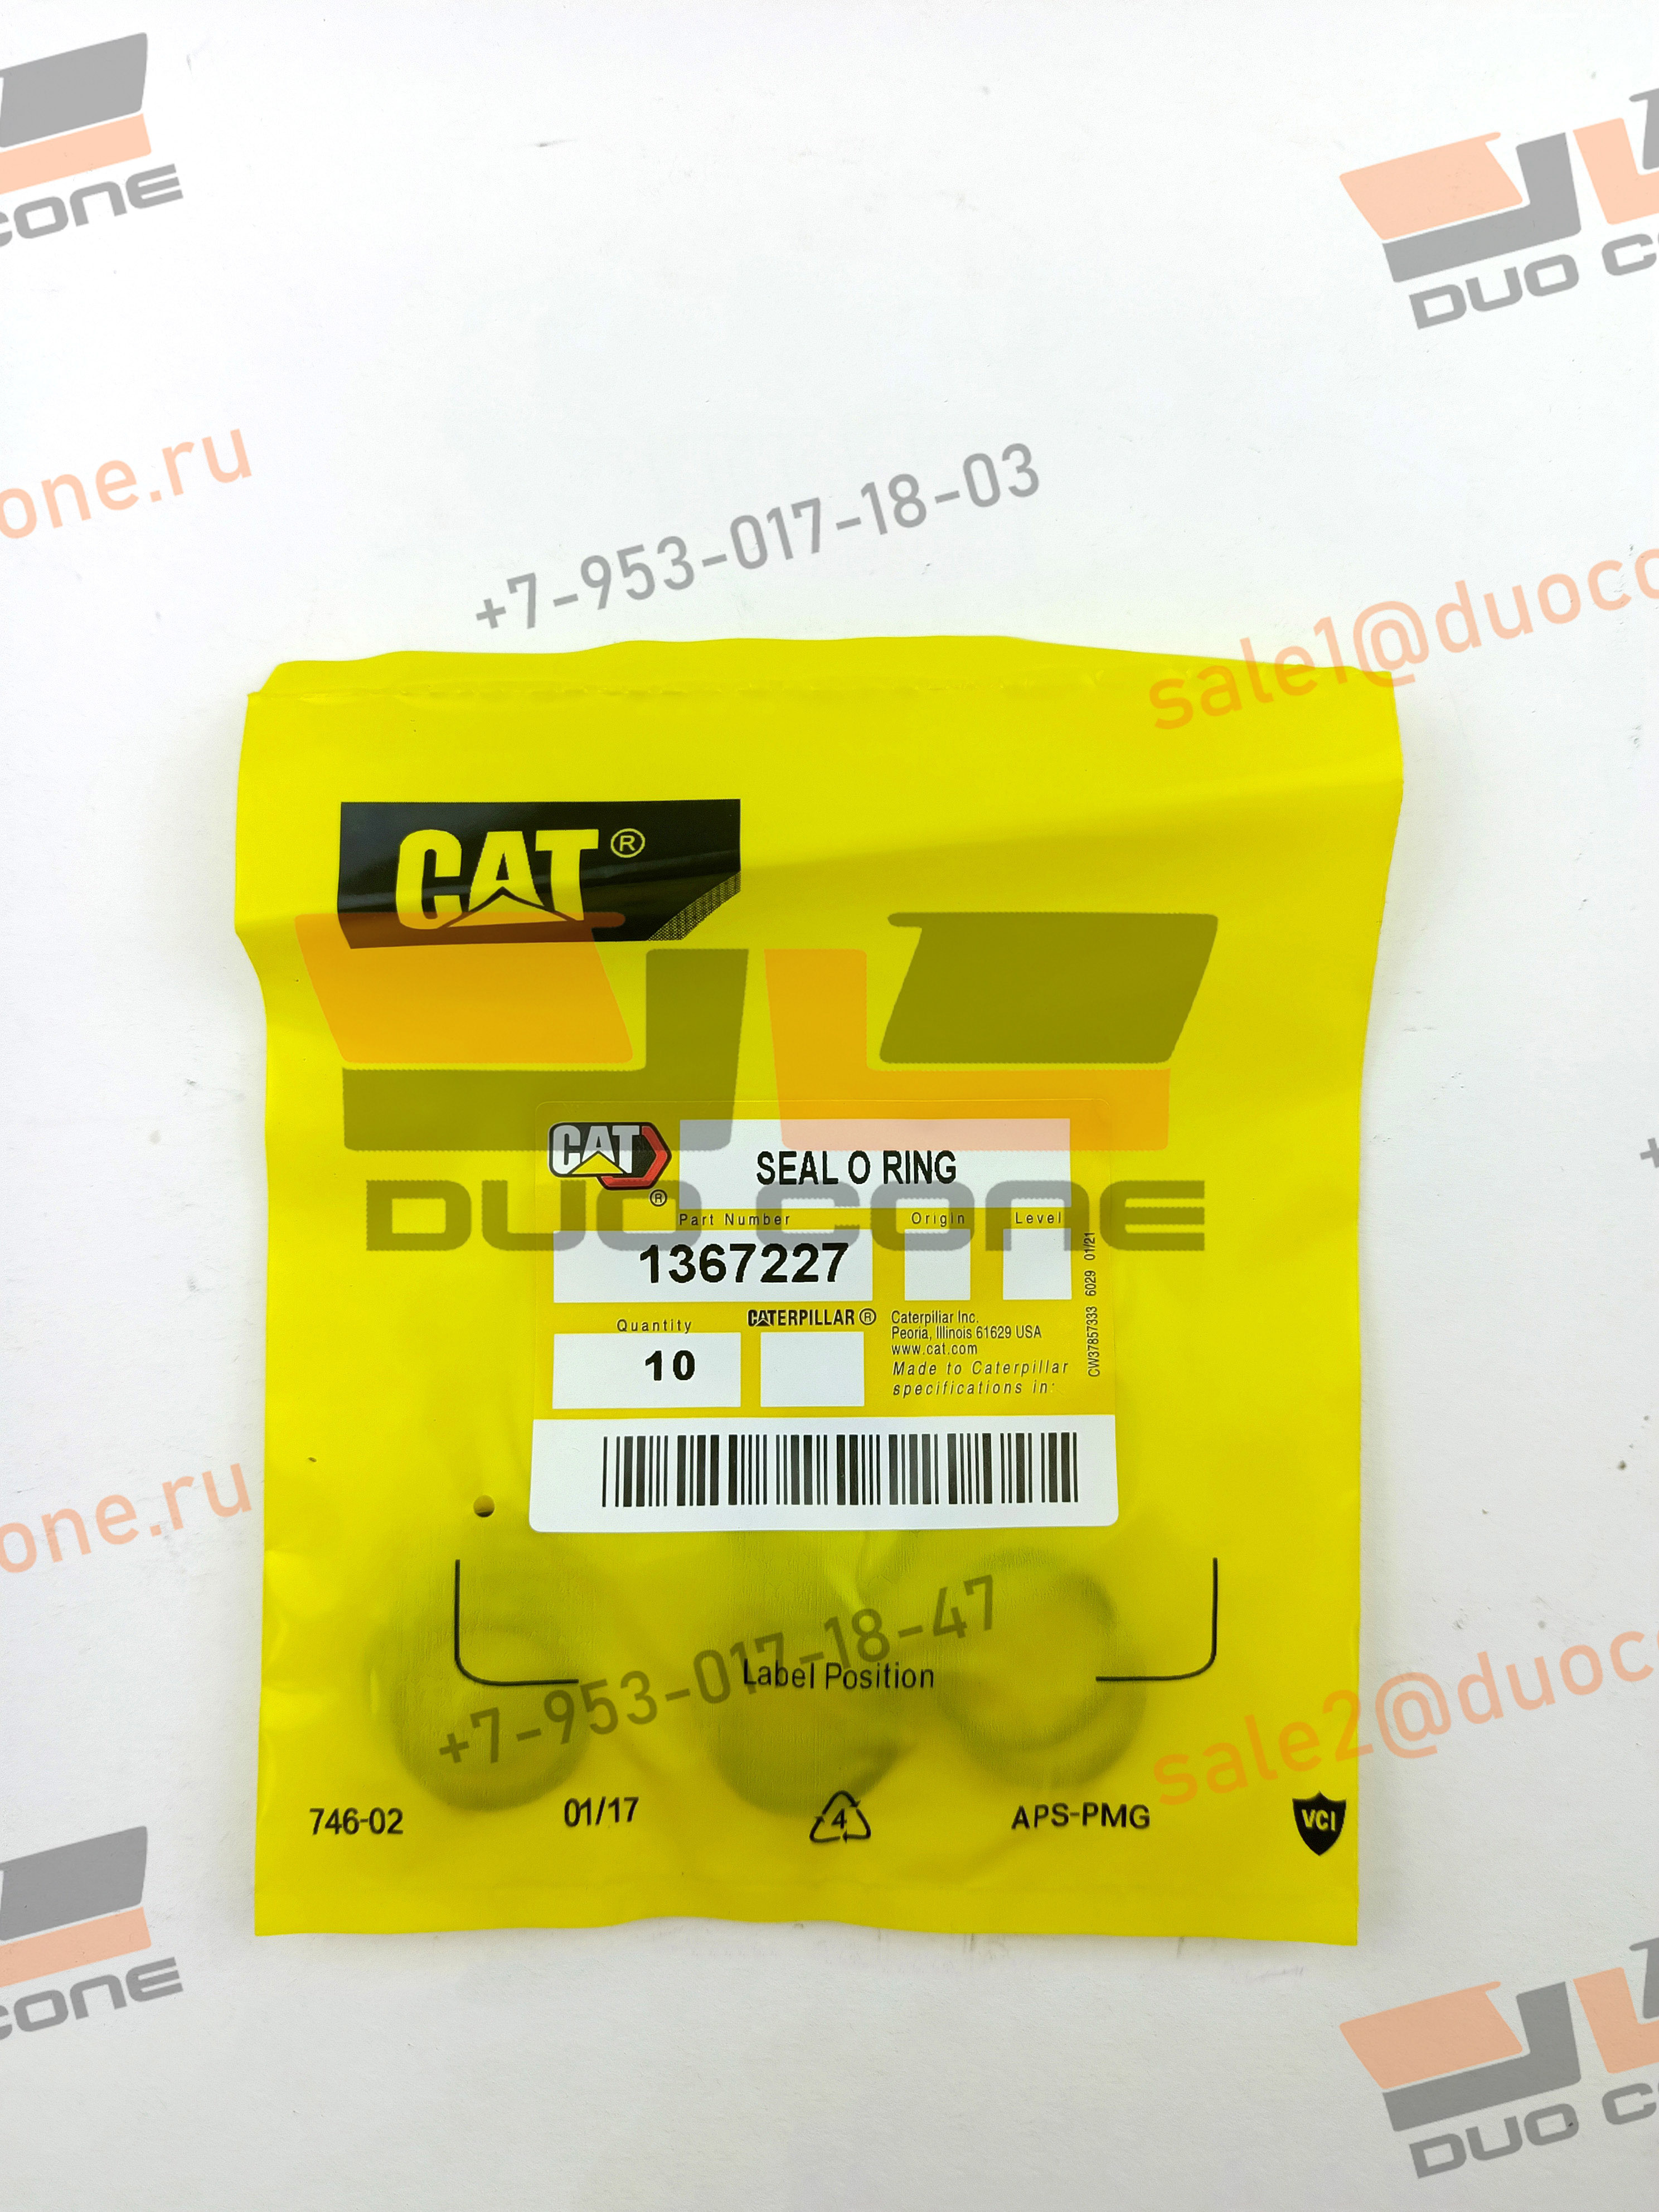 CONE
DUO
one.ru
+7-953-017-18-03
sale1@duoco
CAT®
DUO CONE
CAT®
SEAL O RING
Part Number
Origin
Level
1367227
CW37857333 6029 01/21
Quantity
CATERPILLAR®
10
Caterpillar Inc.
Peoria, Illinois 61629 USA
www.cat.com
Made to Caterpillar
specifications in:
one.ru
+7-953-017-18-47
Label Position
sale2@duoco
746-02
01/17
4
APS-PMG
VCI
CONE
DUO